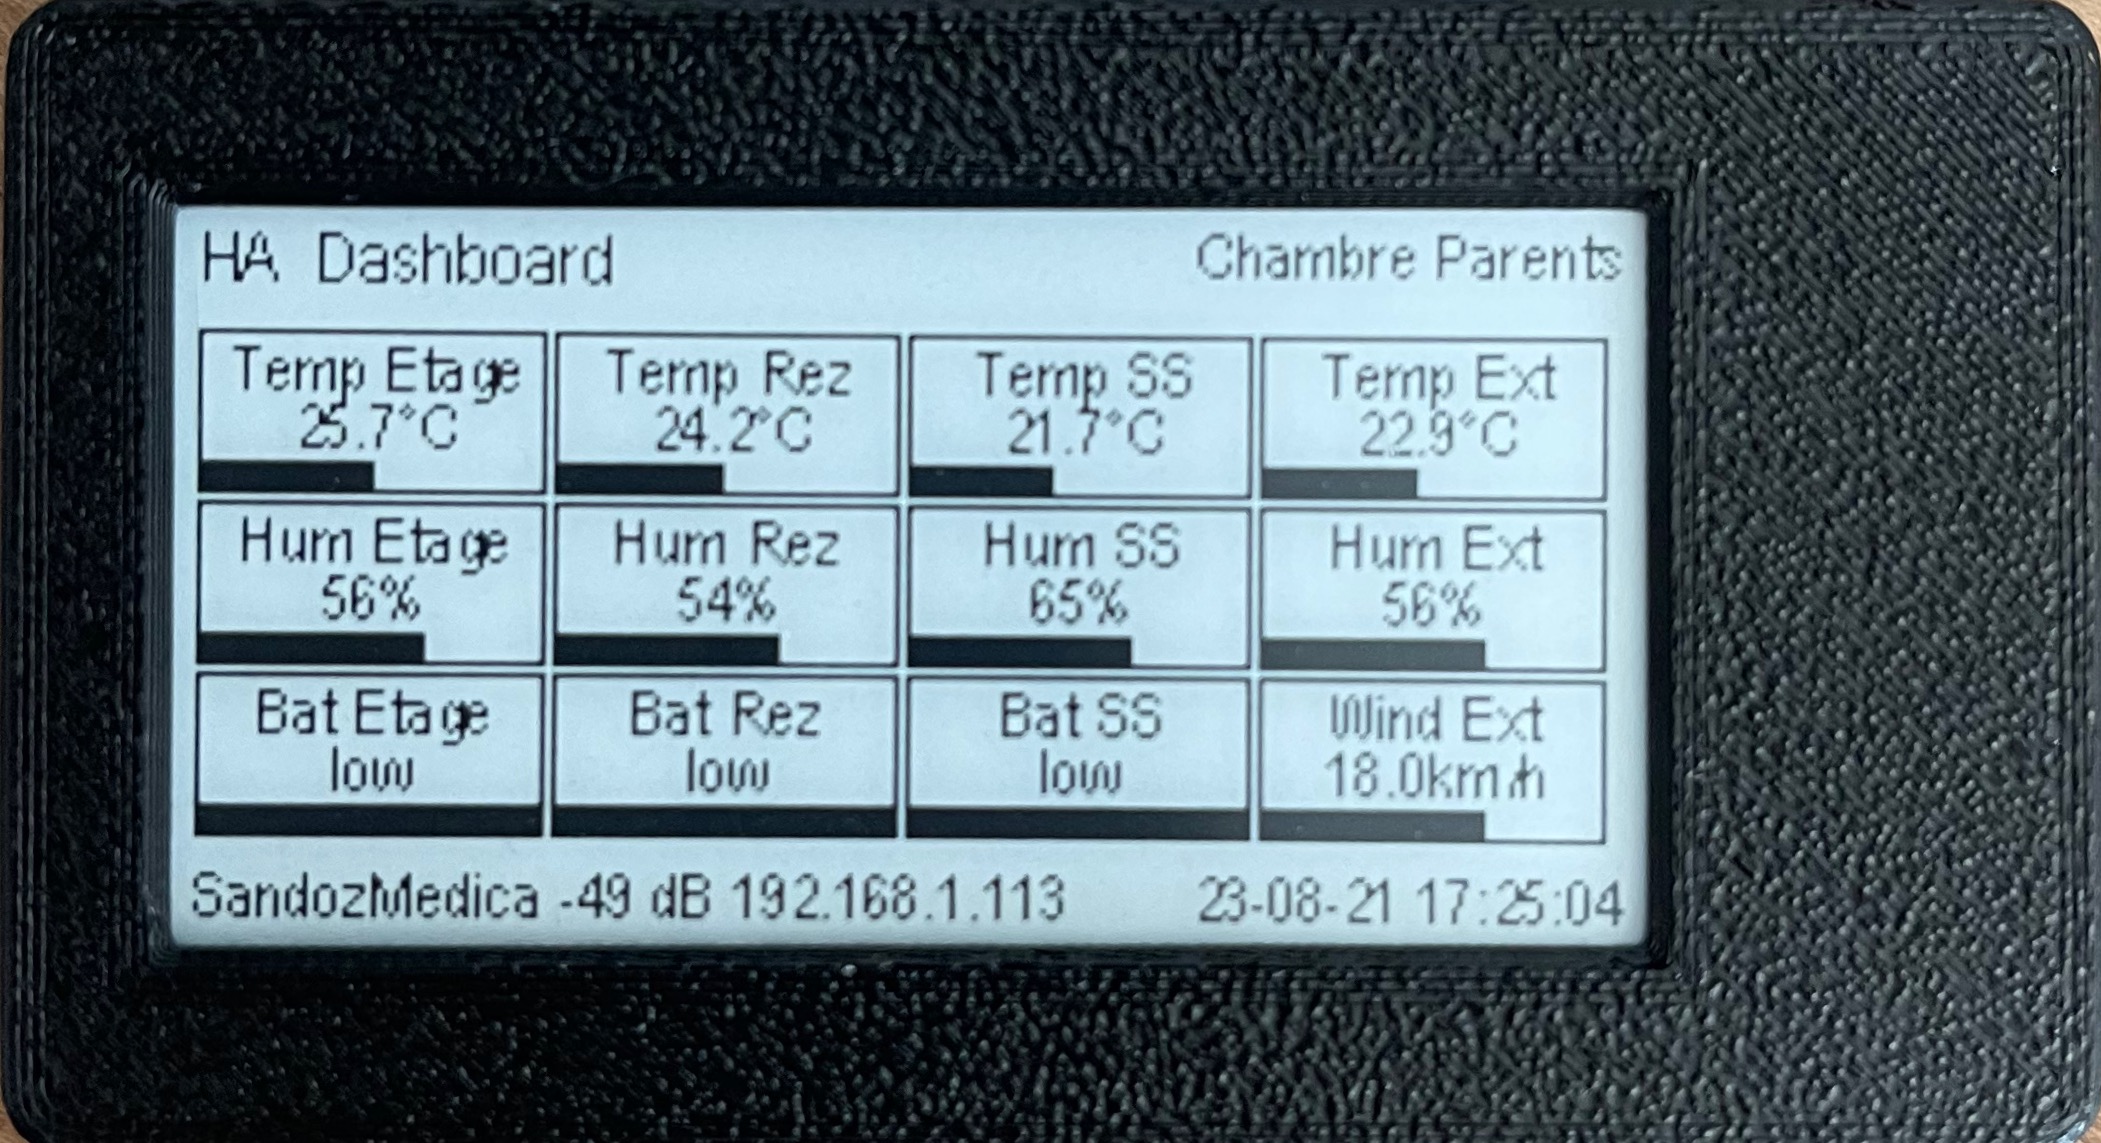 HA Dashboard Chambre Parents
Temp Etage Temp Rez Temp SS Temp Ext
25.7°C 24.2°C 21.7°C 22.9°C
Hum Etage Hum Rez Hum SS Hum Ext
56% 54% 65% 56%
Bat Etage Bat Rez Bat SS Wind Ext
low low low 18.0km/h
SandozMedica -49 dB 192.168.1.113 23-08-21 17:25:04